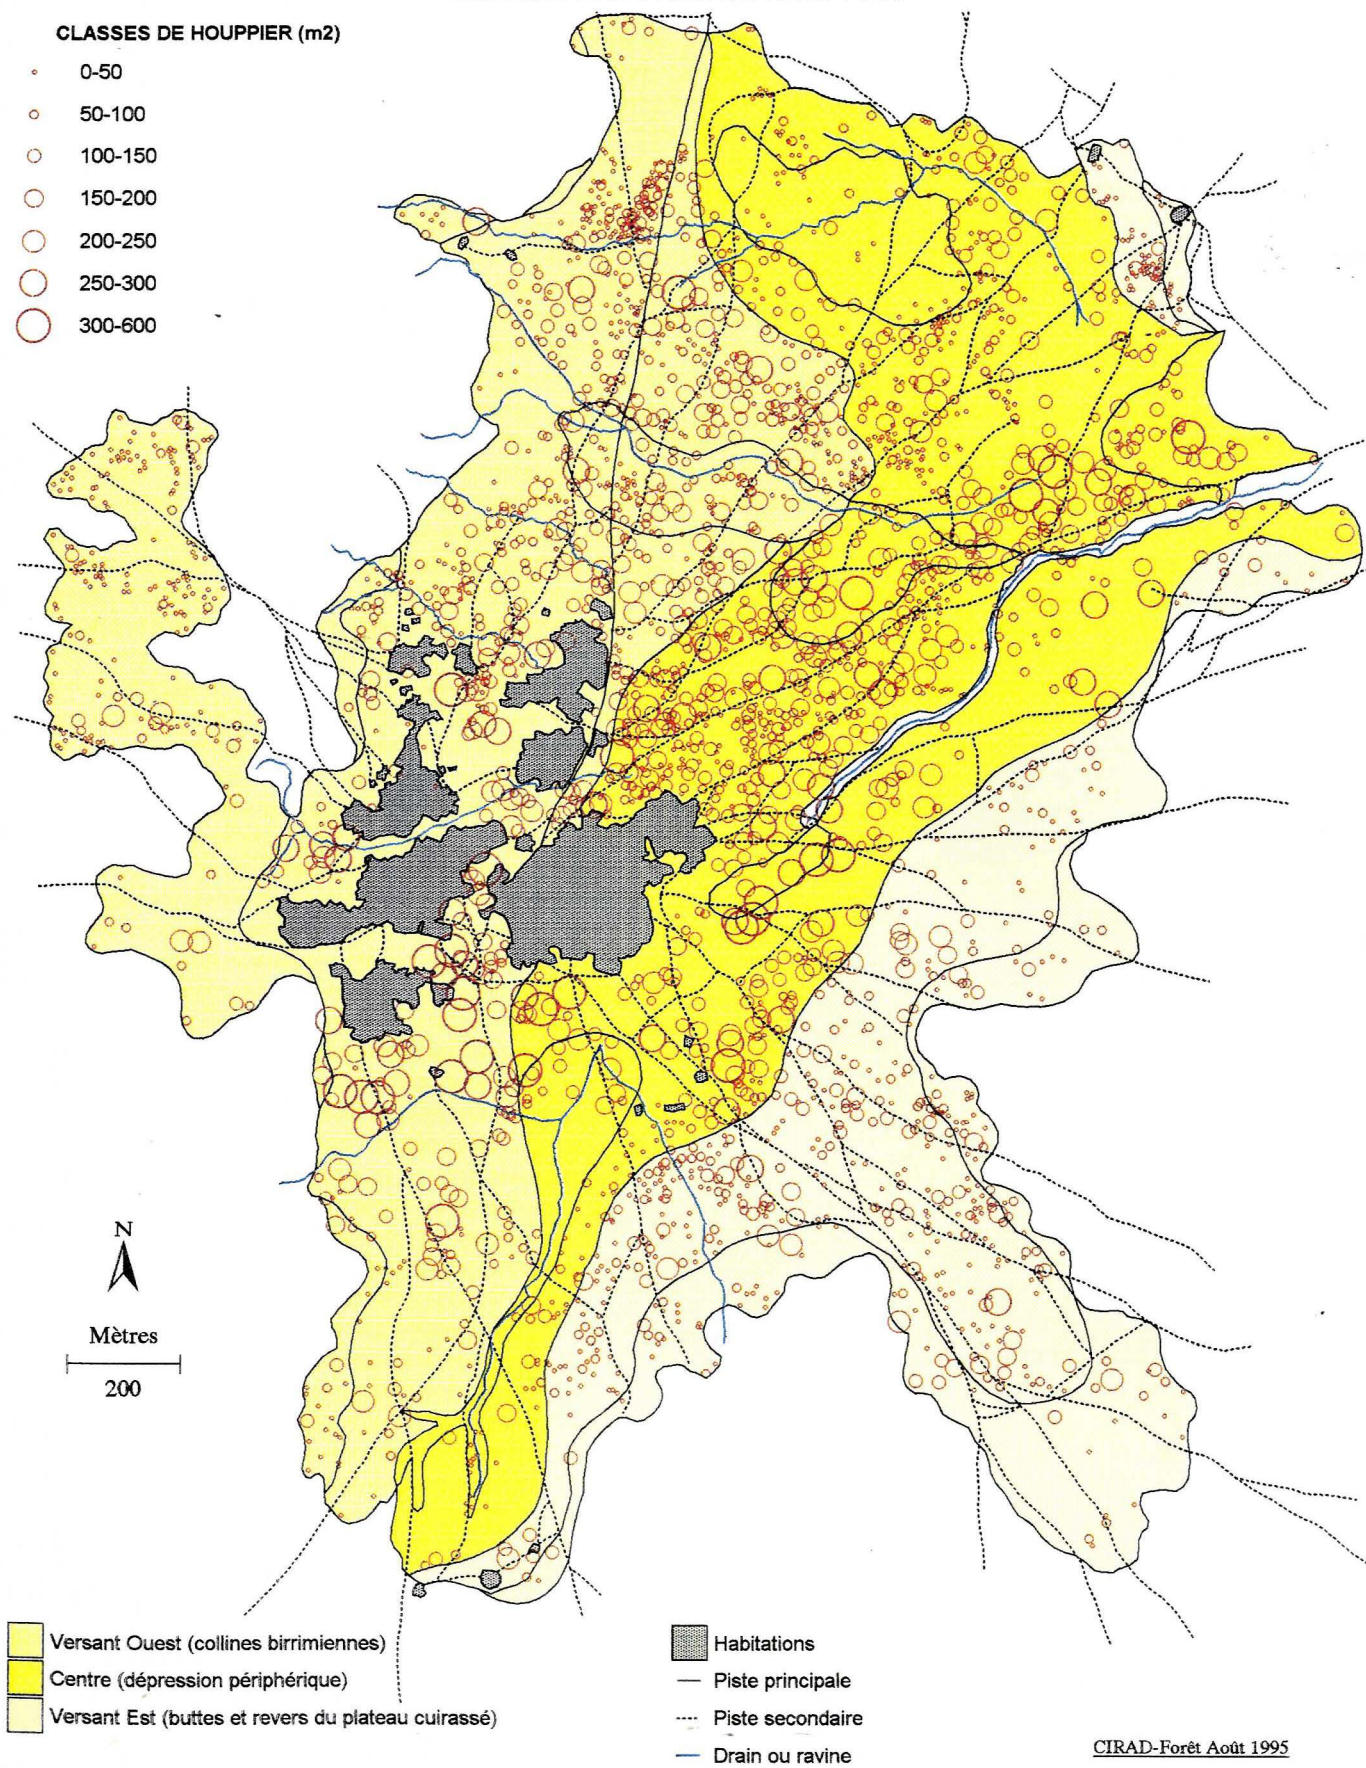 CLASSES DE HOUPPIER (m2)
0-50
50-100
100-150
150-200
200-250
250-300
300-600
N
Mètres
200
Versant Ouest (collines birrimiennes)
Centre (dépression périphérique)
Versant Est (buttes et revers du plateau cuirassé)
Habitations
Piste principale
Piste secondaire
Drain ou ravine
CIRAD-Forêt Août 1995